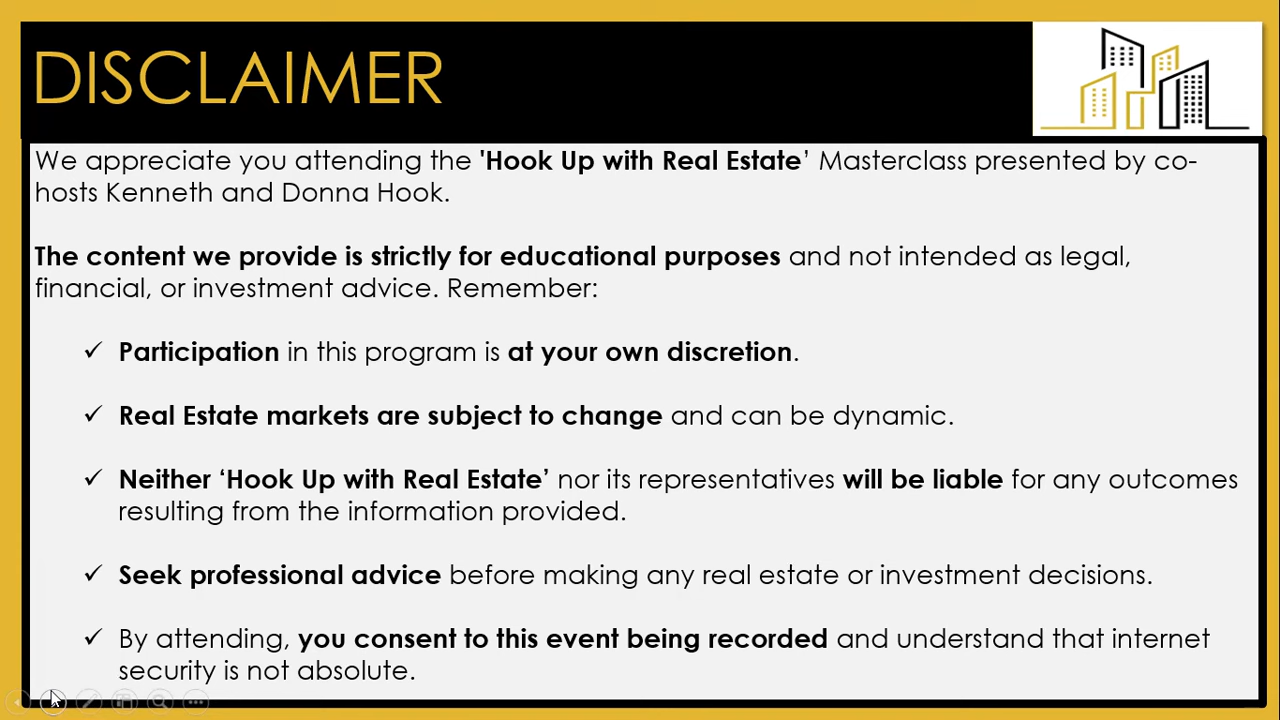 DISCLAIMER
We appreciate you attending the 'Hook Up with Real Estate’ Masterclass presented by co-
hosts Kenneth and Donna Hook.
The content we provide is strictly for educational purposes and not intended as legal,
financial, or investment advice. Remember:
✓ Participation in this program is at your own discretion.
✓ Real Estate markets are subject to change and can be dynamic.
✓ Neither ‘Hook Up with Real Estate’ nor its representatives will be liable for any outcomes
resulting from the information provided.
✓ Seek professional advice before making any real estate or investment decisions.
✓ By attending, you consent to this event being recorded and understand that internet
security is not absolute.